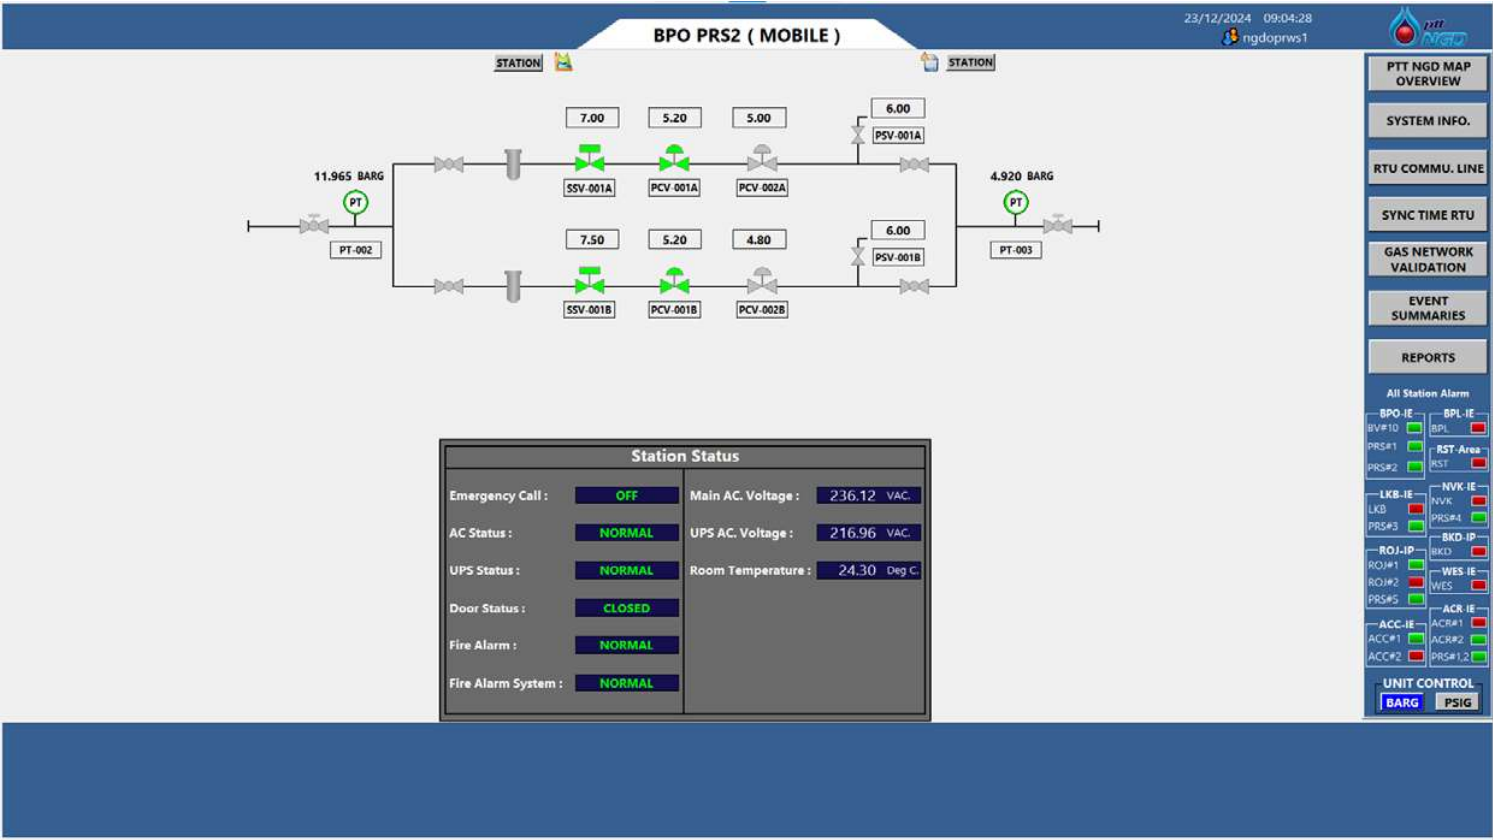 BPO PRS2 ( MOBILE )
23/12/2024 09:04:28
ngdoprws1
ptt
NGD
STATION
STATION
PTT NGD MAP
OVERVIEW
SYSTEM INFO.
RTU COMMU. LINE
SYNC TIME RTU
GAS NETWORK
VALIDATION
EVENT
SUMMARIES
REPORTS
7.00 5.20 5.00 6.00
PSV-001A
11.965 BARG
PT
PT-002
SSV-001A PCV-001A PCV-002A
4.920 BARG
PT
PT-003
7.50 5.20 4.80 6.00
PSV-001B
SSV-001B PCV-001B PCV-002B
Station Status
Emergency Call : OFF Main AC. Voltage : 236.12 VAC.
AC Status : NORMAL UPS AC. Voltage : 216.96 VAC.
UPS Status : NORMAL Room Temperature : 24.30 Deg C.
Door Status : CLOSED
Fire Alarm : NORMAL
Fire Alarm System : NORMAL
All Station Alarm
BPO-IE
BV#10
PRS#1
PRS#2
BPL-IE
BPL
RST-Area
RST
LKB-IE
LKB
PRS#3
NVK-IE
NVK
PRS#4
BKD-IP
BKD
ROJ-IP
ROJ#1
ROJ#2
PRS#5
WES-IE
WES
ACC-IE
ACC#1
ACC#2
ACR-IE
ACR#1
ACR#2
PRS#1,2
UNIT CONTROL
BARG PSIG